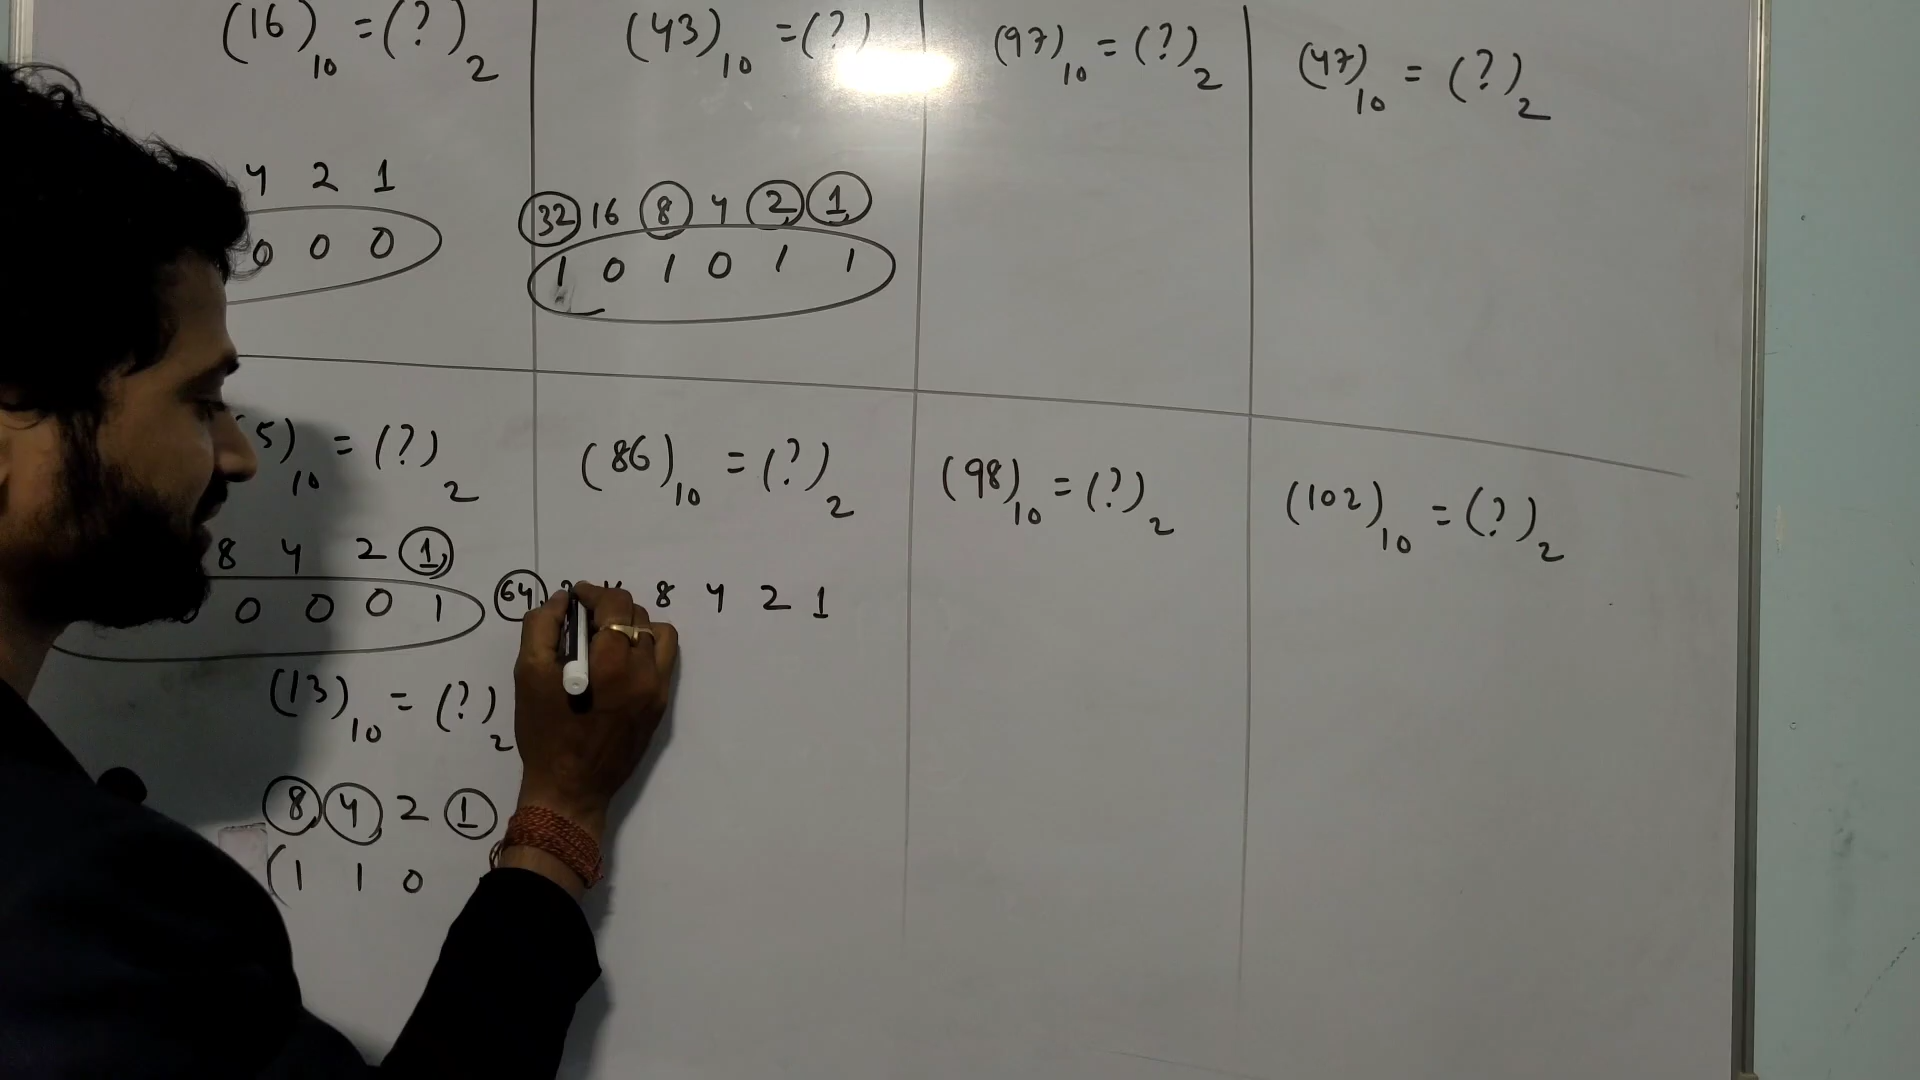 (16)10 = (?)2
4 2 1
0 0 0
(43)10 = (?)
32 16 8 4 2 1
1 0 1 0 1 1
(97)10 = (?)2
(47)10 = (?)2
5)10 = (?)2
8 4 2 1
0 0 0 0 1
(13)10 = (?)2
8 4 2 1
(1 1 0
(86)10 = (?)2
64 8 4 2 1
(98)10 = (?)2
(102)10 = (?)2